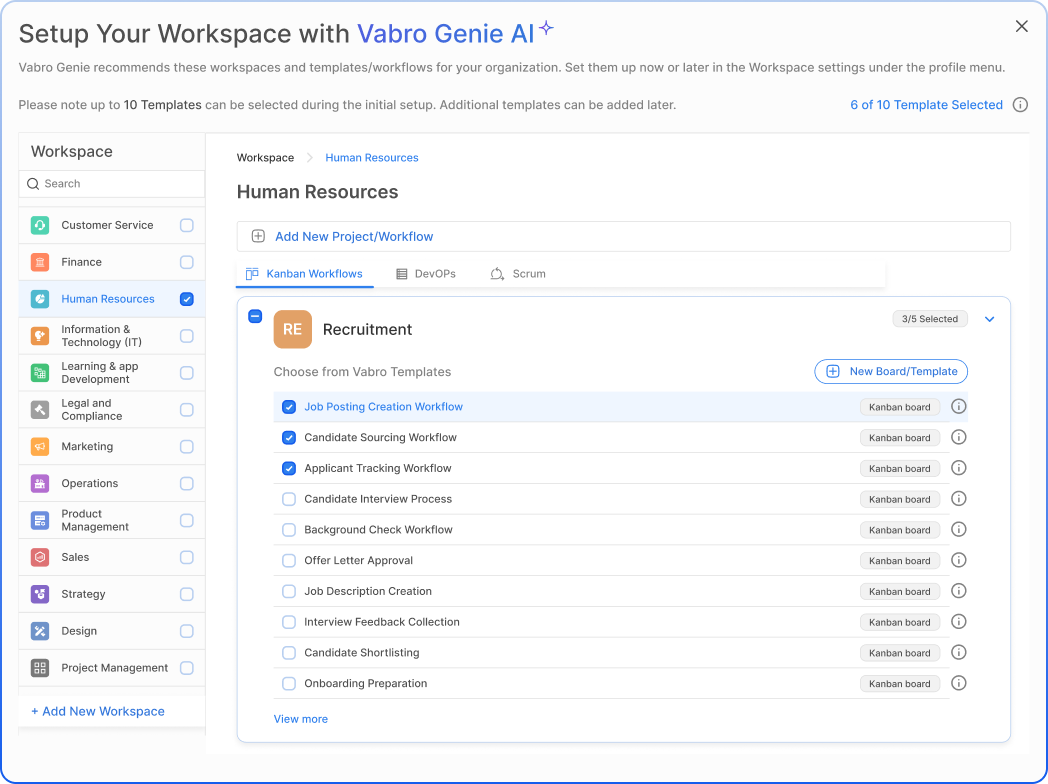 Setup Your Workspace with Vabro Genie AI
Vabro Genie recommends these workspaces and templates/workflows for your organization. Set them up now or later in the Workspace settings under the profile menu.
Please note up to 10 Templates can be selected during the initial setup. Additional templates can be added later.
6 of 10 Template Selected
Workspace
Search
Customer Service
Finance
Human Resources
Information &
Technology (IT)
Learning & app
Development
Legal and
Compliance
Marketing
Operations
Product
Management
Sales
Strategy
Design
Project Management
+ Add New Workspace
Workspace
Human Resources
Human Resources
Add New Project/Workflow
Kanban Workflows
DevOPs
Scrum
RE
Recruitment
3/5 Selected
Choose from Vabro Templates
New Board/Template
Job Posting Creation Workflow
Kanban board
Candidate Sourcing Workflow
Kanban board
Applicant Tracking Workflow
Kanban board
Candidate Interview Process
Kanban board
Background Check Workflow
Kanban board
Offer Letter Approval
Kanban board
Job Description Creation
Kanban board
Interview Feedback Collection
Kanban board
Candidate Shortlisting
Kanban board
Onboarding Preparation
Kanban board
View more